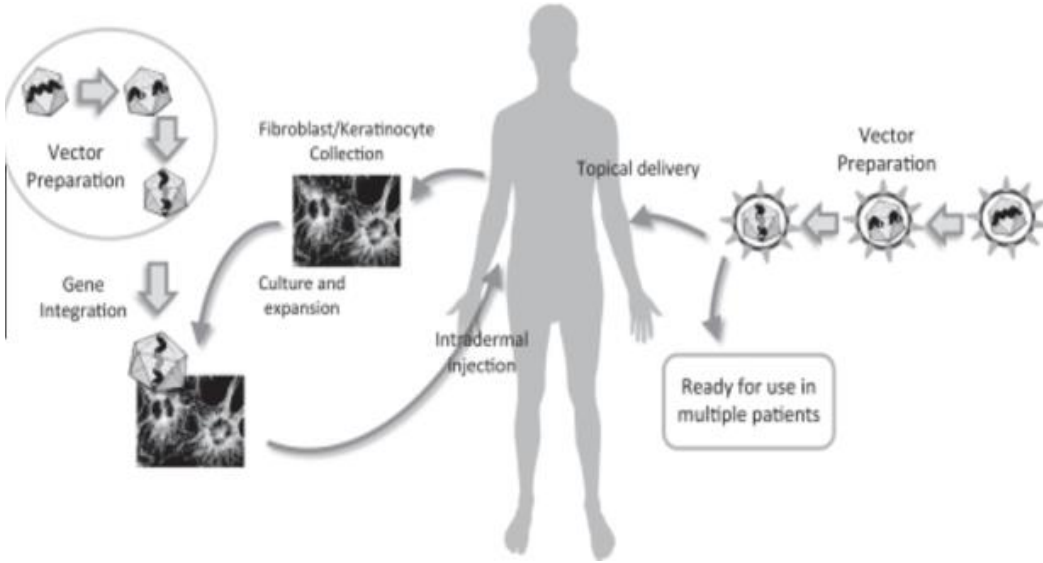 Vector
Preparation
Fibroblast/Keratinocyte
Collection
Gene
Integration
Culture and
expansion
Intradermal
injection
Topical delivery
Vector
Preparation
Ready for use in
multiple patients